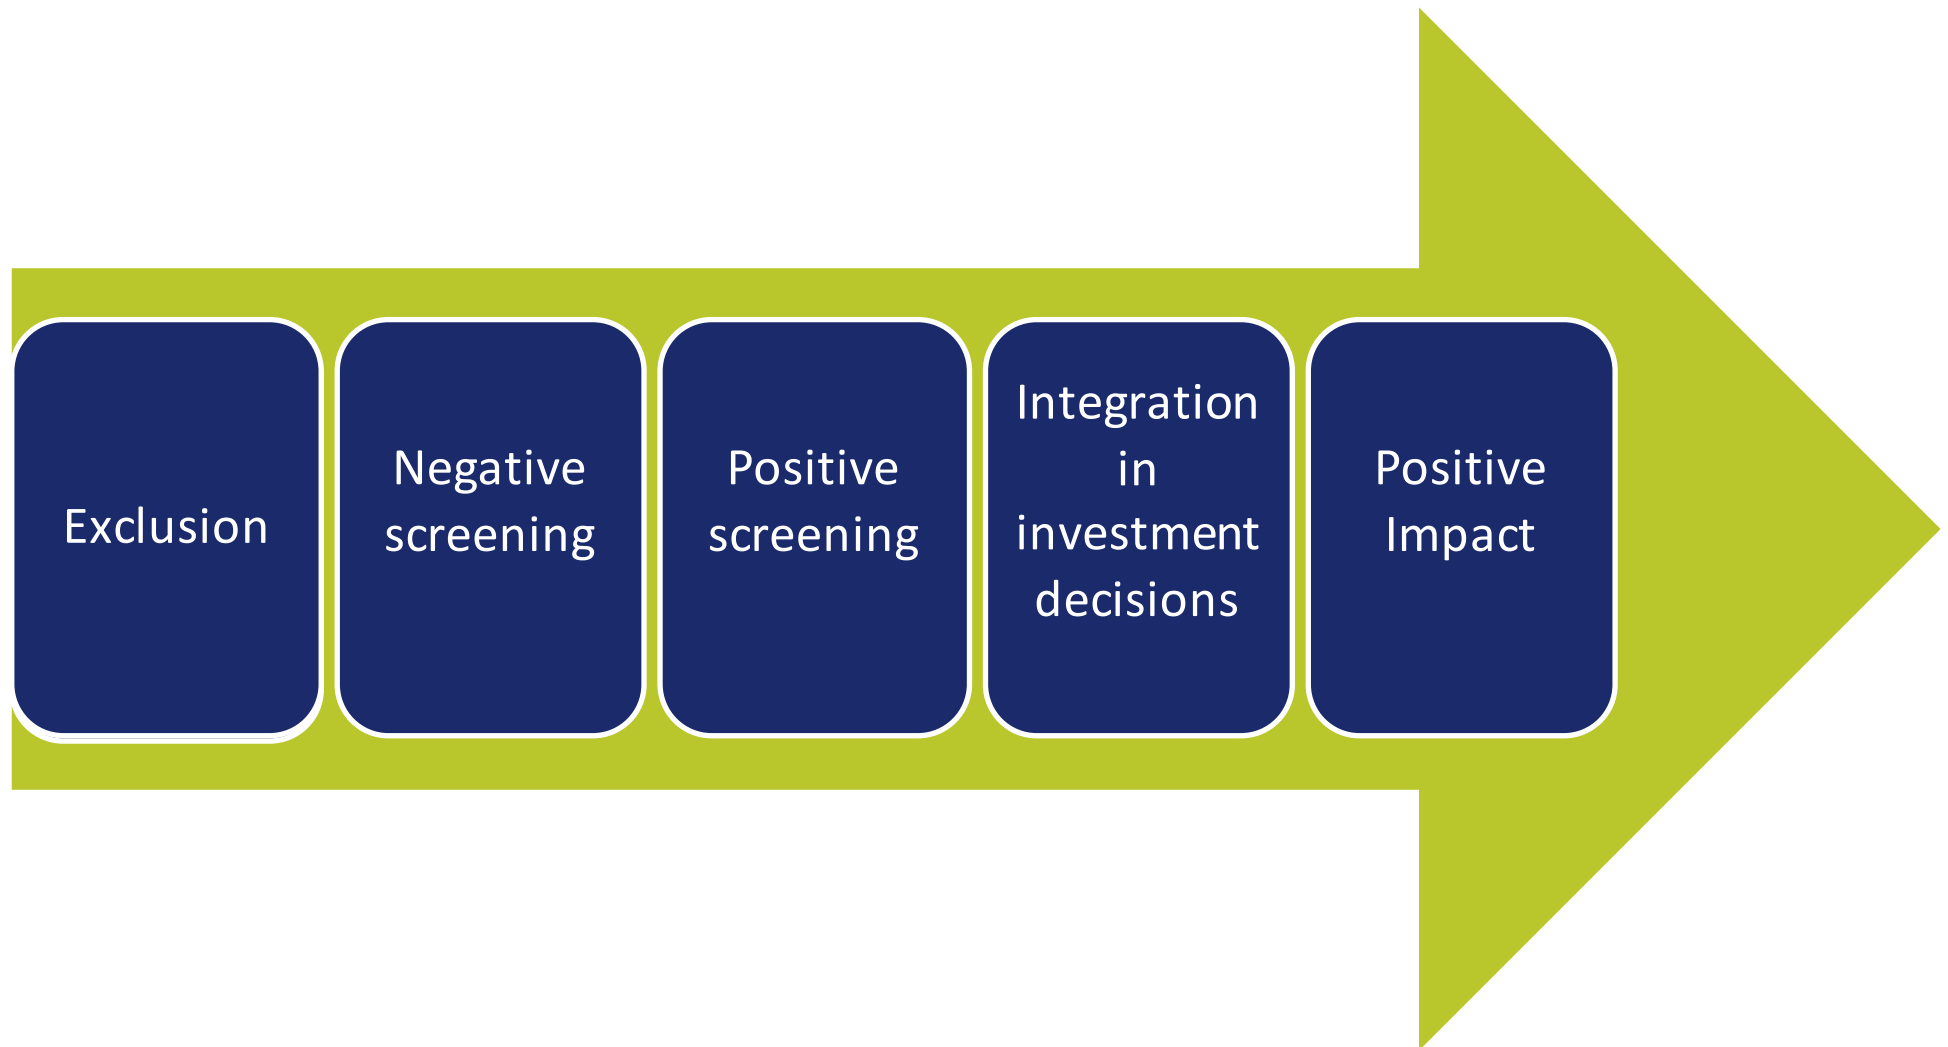 Exclusion
Negative
screening
Positive
screening
Integration
in
investment
decisions
Positive
Impact